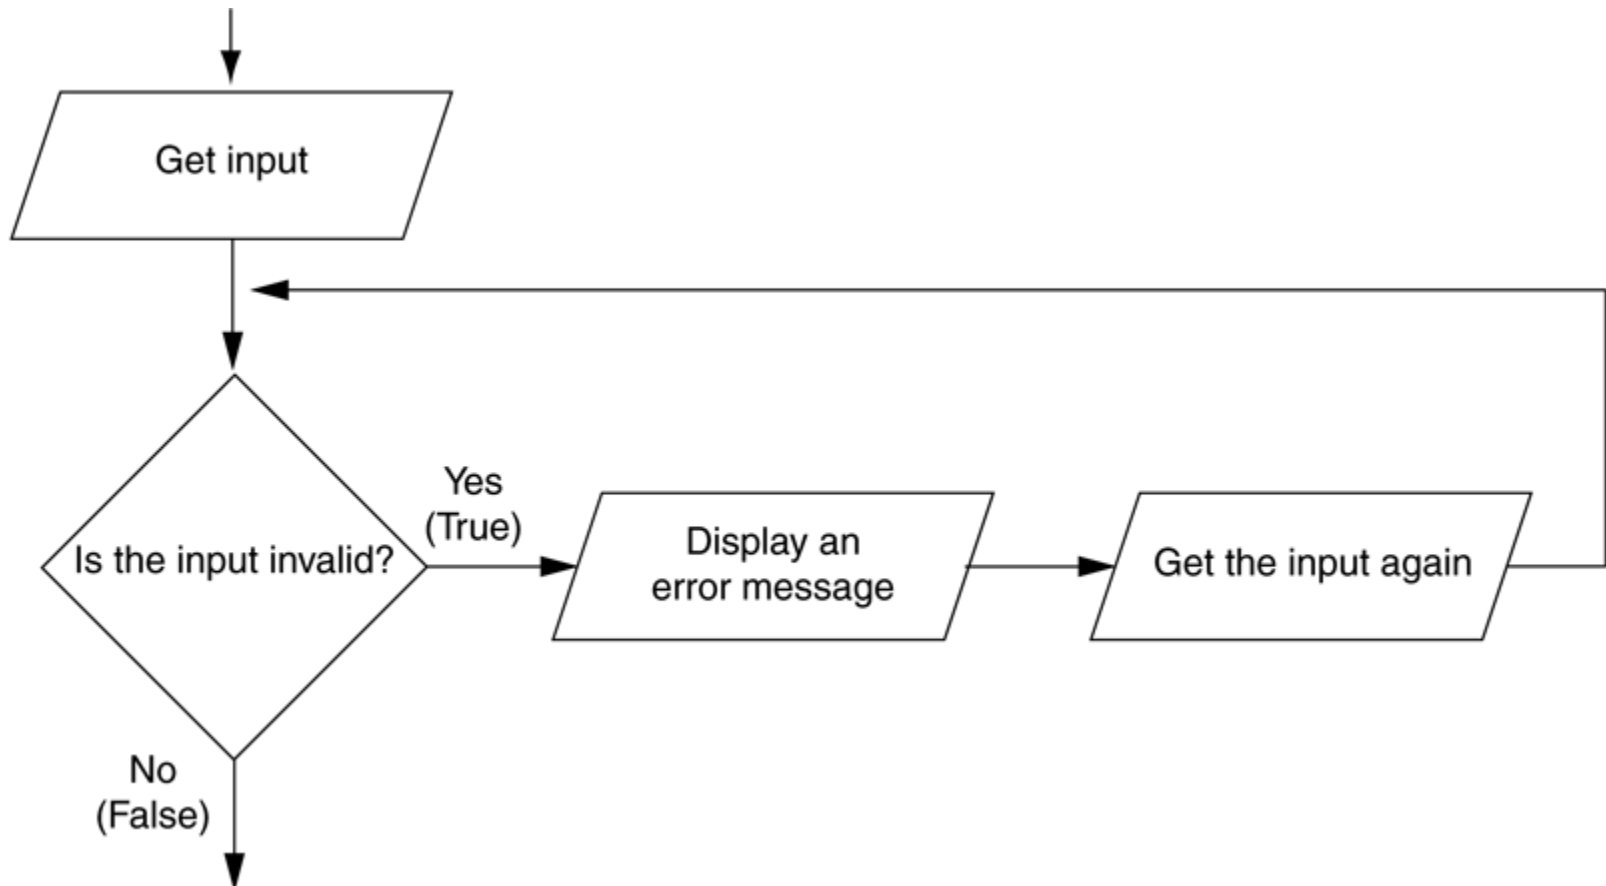 Get input
Is the input invalid?
Yes
(True)
Display an
error message
Get the input again
No
(False)